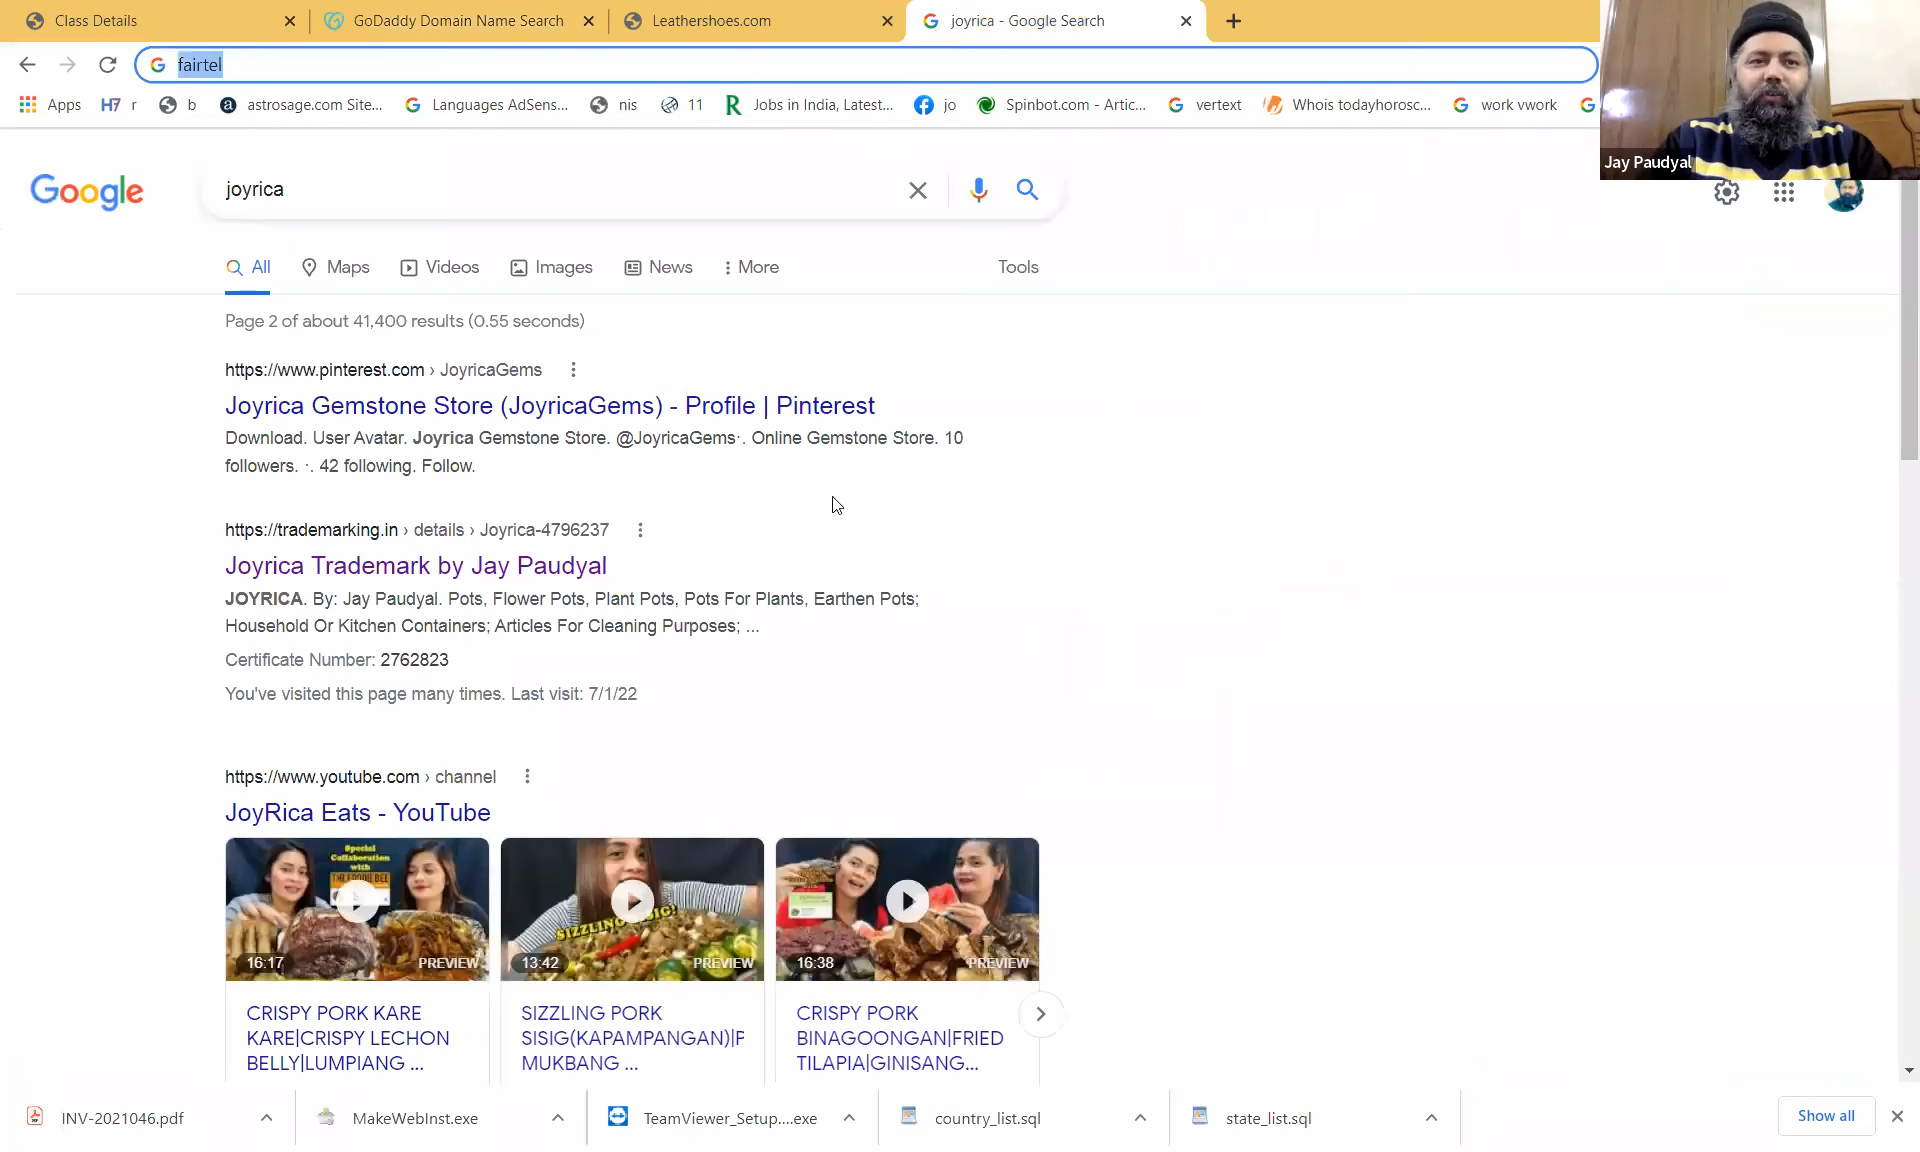 Class Details
GoDaddy Domain Name Search
Leathershoes.com
joyrica - Google Search
fairtel
Apps
H7 r
b
a astrosage.com Site...
Languages AdSens...
nis
11
R Jobs in India, Latest...
jo
Spinbot.com - Artic...
vertext
Whois todayhorosc...
work vwork
Jay Paudyal
Google
joyrica
All
Maps
Videos
Images
News
More
Tools
Page 2 of about 41,400 results (0.55 seconds)
https://www.pinterest.com › JoyricaGems
Joyrica Gemstone Store (JoyricaGems) - Profile | Pinterest
Download. User Avatar. Joyrica Gemstone Store. @JoyricaGems·. Online Gemstone Store. 10
followers. ·. 42 following. Follow.
https://trademarking.in › details › Joyrica-4796237
Joyrica Trademark by Jay Paudyal
JOYRICA. By: Jay Paudyal. Pots, Flower Pots, Plant Pots, Pots For Plants, Earthen Pots;
Household Or Kitchen Containers; Articles For Cleaning Purposes; ...
Certificate Number: 2762823
You've visited this page many times. Last visit: 7/1/22
https://www.youtube.com › channel
JoyRica Eats - YouTube
Special
Collaboration
with
16:17
PREVIEW
SIZZLING
13:42
PREVIEW
16:38
PREVIEW
CRISPY PORK KARE
KARE|CRISPY LECHON
BELLY|LUMPIANG ...
SIZZLING PORK
SISIG(KAPAMPANGAN)|P
MUKBANG ...
CRISPY PORK
BINAGOONGAN|FRIED
TILAPIA|GINISANG...
INV-2021046.pdf
MakeWebInst.exe
TeamViewer_Setup....exe
country_list.sql
state_list.sql
Show all